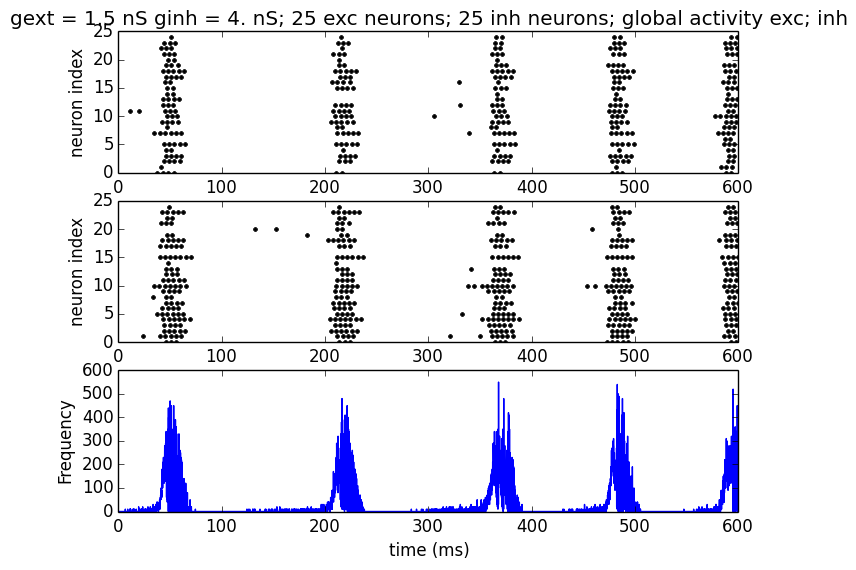 gext = 1.5 nS ginh = 4. nS; 25 exc neurons; 25 inh neurons; global activity exc; inh
25
20
15
10
5
0
neuron index
0 100 200 300 400 500 600
25
20
15
10
5
0
neuron index
0 100 200 300 400 500 600
600
500
400
300
200
100
0
Frequency
0 100 200 300 400 500 600
time (ms)